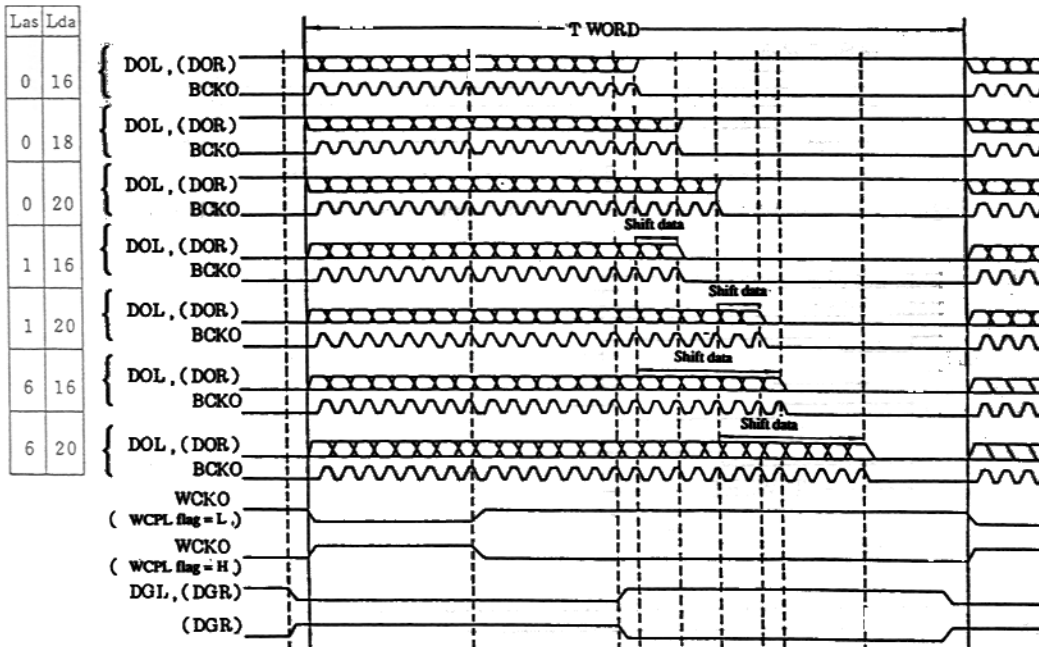 Las Lda
T WORD
0 16
DOL,(DOR)
BCKO
0 18
DOL,(DOR)
BCKO
0 20
DOL,(DOR)
BCKO
Shift data
1 16
DOL,(DOR)
BCKO
Shift data
1 20
DOL,(DOR)
BCKO
Shift data
6 16
DOL,(DOR)
BCKO
Shift data
6 20
DOL,(DOR)
BCKO
WCKO
( WCPL flag = L )
WCKO
( WCPL flag = H )
DGL,(DGR)
(DGR)